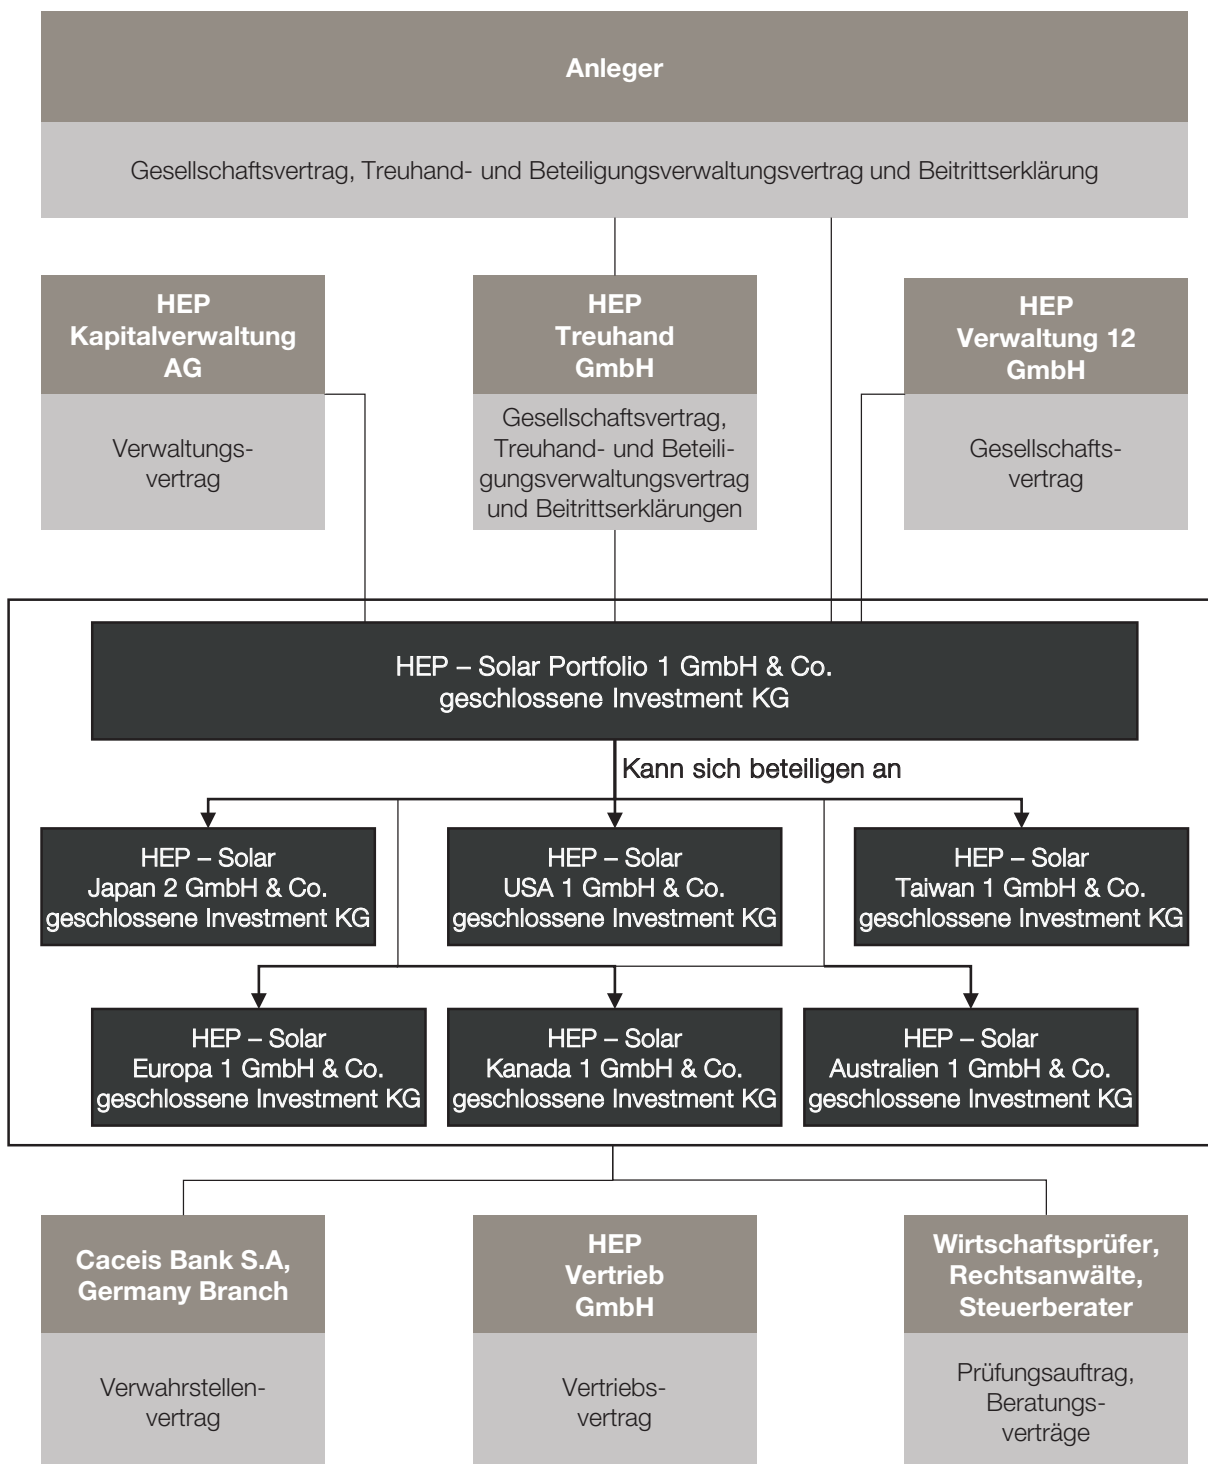 Anleger
Gesellschaftsvertrag, Treuhand- und Beteiligungsverwaltungsvertrag und Beitrittserklärung
HEP
Kapitalverwaltung
AG
Verwaltungs-
vertrag
HEP
Treuhand
GmbH
Gesellschaftsvertrag,
Treuhand- und Beteili-
gungsverwaltungsvertrag
und Beitrittserklärungen
HEP
Verwaltung 12
GmbH
Gesellschafts-
vertrag
HEP – Solar Portfolio 1 GmbH & Co.
geschlossene Investment KG
Kann sich beteiligen an
HEP – Solar
Japan 2 GmbH & Co.
geschlossene Investment KG
HEP – Solar
USA 1 GmbH & Co.
geschlossene Investment KG
HEP – Solar
Taiwan 1 GmbH & Co.
geschlossene Investment KG
HEP – Solar
Europa 1 GmbH & Co.
geschlossene Investment KG
HEP – Solar
Kanada 1 GmbH & Co.
geschlossene Investment KG
HEP – Solar
Australien 1 GmbH & Co.
geschlossene Investment KG
Caceis Bank S.A,
Germany Branch
Verwahrstellen-
vertrag
HEP
Vertrieb
GmbH
Vertriebs-
vertrag
Wirtschaftsprüfer,
Rechtsanwälte,
Steuerberater
Prüfungsauftrag,
Beratungs-
verträge